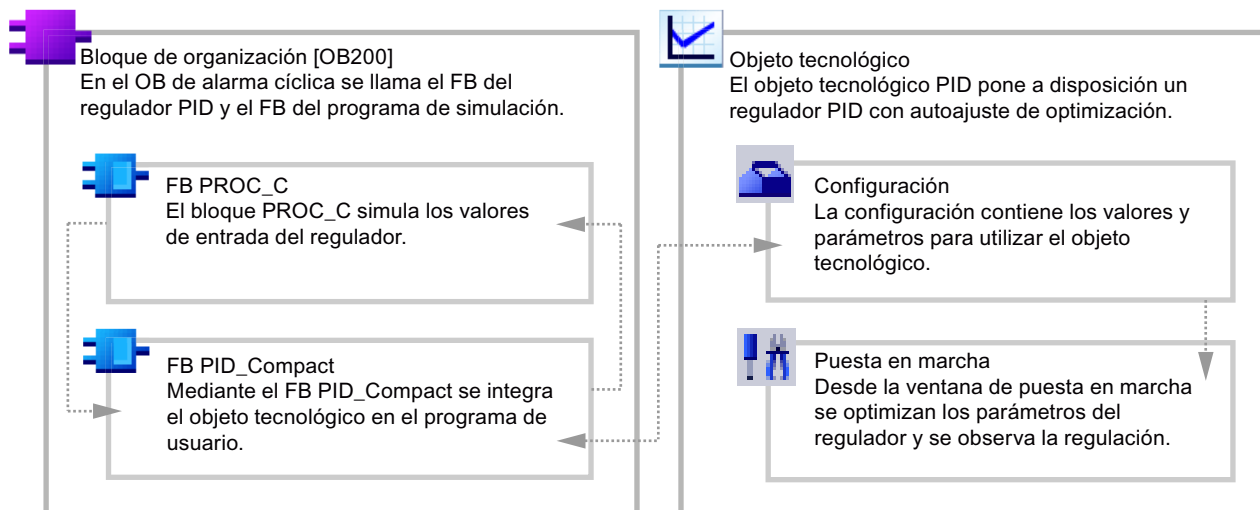 Bloque de organización [OB200]
En el OB de alarma cíclica se llama el FB del
regulador PID y el FB del programa de simulación.
FB PROC_C
El bloque PROC_C simula los valores
de entrada del regulador.
FB PID_Compact
Mediante el FB PID_Compact se integra
el objeto tecnológico en el programa de
usuario.
Objeto tecnológico
El objeto tecnológico PID pone a disposición un
regulador PID con autoajuste de optimización.
Configuración
La configuración contiene los valores y
parámetros para utilizar el objeto
tecnológico.
Puesta en marcha
Desde la ventana de puesta en marcha
se optimizan los parámetros del
regulador y se observa la regulación.